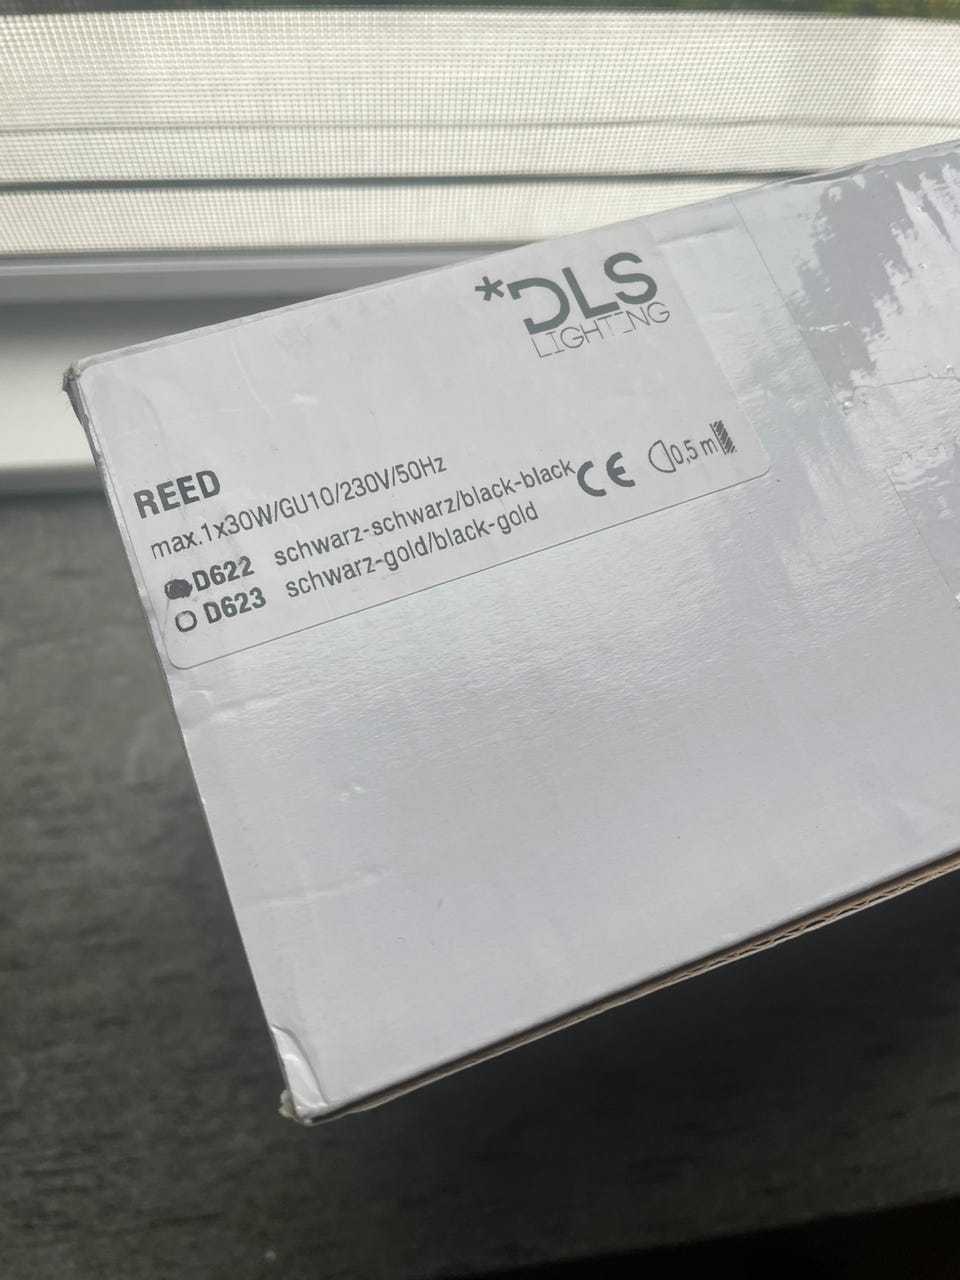 *DLS
LIGHTING
REED
max.1x30W/GU10/230V/50Hz
D622 schwarz-schwarz/black-black
D623 schwarz-gold/black-gold
CE 0,5 m